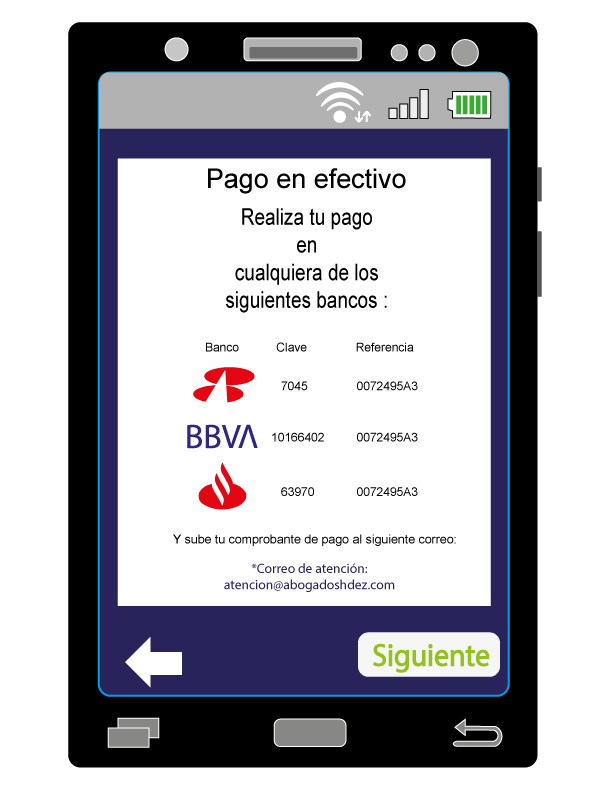 Pago en efectivo
Realiza tu pago
en
cualquiera de los
siguientes bancos :
Banco Clave Referencia
7045 0072495A3
BBVA 10166402 0072495A3
63970 0072495A3
Y sube tu comprobante de pago al siguiente correo:
*Correo de atención:
atencion@abogadoshdez.com
Siguiente